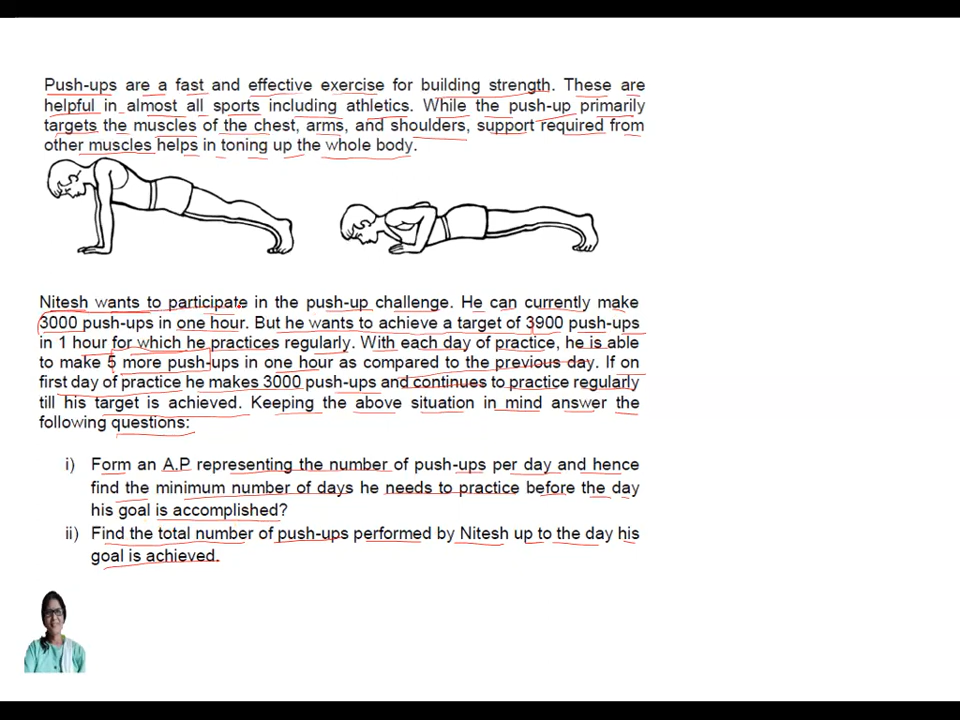 Push-ups are a fast and effective exercise for building strength. These are
helpful in almost all sports including athletics. While the push-up primarily
targets the muscles of the chest, arms, and shoulders, support required from
other muscles helps in toning up the whole body.
Nitesh wants to participate in the push-up challenge. He can currently make
3000 push-ups in one hour. But he wants to achieve a target of 3900 push-ups
in 1 hour for which he practices regularly. With each day of practice, he is able
to make 5 more push-ups in one hour as compared to the previous day. If on
first day of practice he makes 3000 push-ups and continues to practice regularly
till his target is achieved. Keeping the above situation in mind answer the
following questions:
i) Form an A.P representing the number of push-ups per day and hence
find the minimum number of days he needs to practice before the day
his goal is accomplished?
ii) Find the total number of push-ups performed by Nitesh up to the day his
goal is achieved.